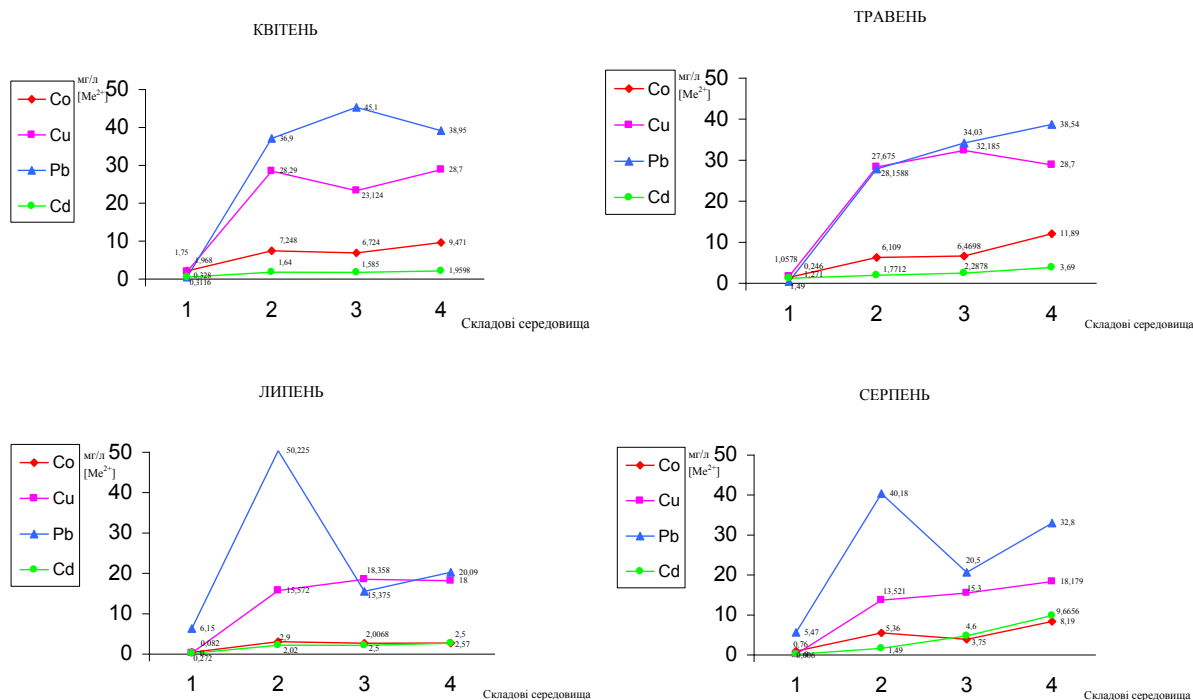 КВІТЕНЬ
мг/л
[Me²⁺]
Co
Cu
Pb
Cd
50
40
30
20
10
0
1,75
1,968
0,328
0,3116
36,9
28,29
7,248
1,64
45,1
23,124
6,724
1,585
38,95
28,7
9,471
1,9598
1 2 3 4
Складові середовища
ТРАВЕНЬ
мг/л
[Me²⁺]
Co
Cu
Pb
Cd
50
40
30
20
10
0
1,0578
0,246
1,271
1,49
27,675
28,1588
6,109
1,7712
34,03
32,185
6,4698
2,2878
38,54
28,7
11,89
3,69
1 2 3 4
Складові середовища
ЛИПЕНЬ
мг/л
[Me²⁺]
Co
Cu
Pb
Cd
50
40
30
20
10
0
6,15
0,082
0,272
50,225
15,572
2,9
2,02
18,358
15,375
2,0068
2,5
20,09
18
2,5
2,57
1 2 3 4
Складові середовища
СЕРПЕНЬ
мг/л
[Me²⁺]
Co
Cu
Pb
Cd
50
40
30
20
10
0
5,47
0,76
40,18
13,521
5,36
1,49
20,5
15,3
4,6
3,75
32,8
18,179
9,6656
8,19
1 2 3 4
Складові середовища